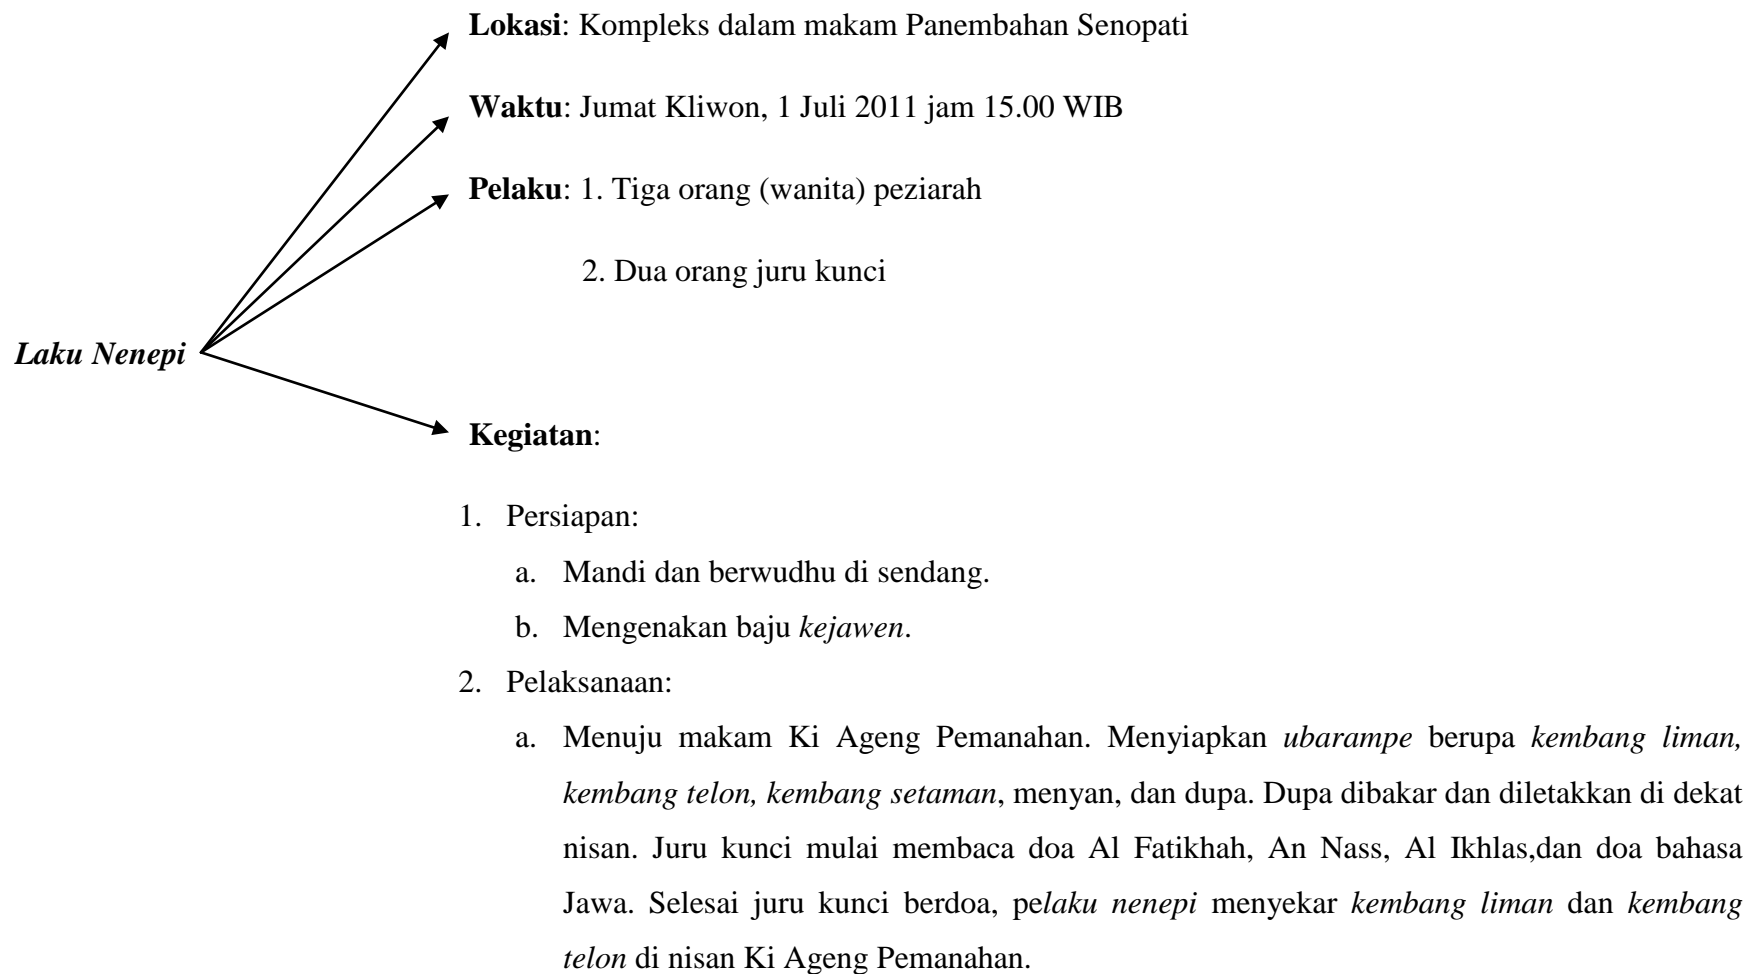 Lokasi: Kompleks dalam makam Panembahan Senopati
Waktu: Jumat Kliwon, 1 Juli 2011 jam 15.00 WIB
Pelaku: 1. Tiga orang (wanita) peziarah
2. Dua orang juru kunci
Laku Nenepi
Kegiatan:
1. Persiapan:
a. Mandi dan berwudhu di sendang.
b. Mengenakan baju kejawen.
2. Pelaksanaan:
a. Menuju makam Ki Ageng Pemanahan. Menyiapkan ubarampe berupa kembang liman,
kembang telon, kembang setaman, menyan, dan dupa. Dupa dibakar dan diletakkan di dekat
nisan. Juru kunci mulai membaca doa Al Fatikhah, An Nass, Al Ikhlas,dan doa bahasa
Jawa. Selesai juru kunci berdoa, pelaku nenepi menyekar kembang liman dan kembang
telon di nisan Ki Ageng Pemanahan.